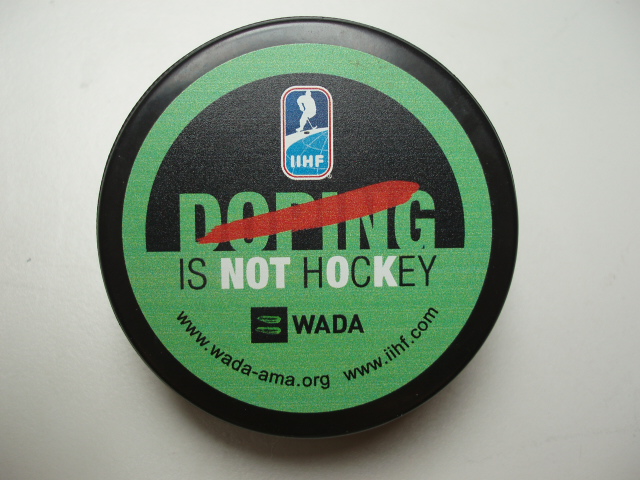 IIHF
DOPING
IS NOT HOCKEY
WADA
www.wada-ama.org www.iihf.com